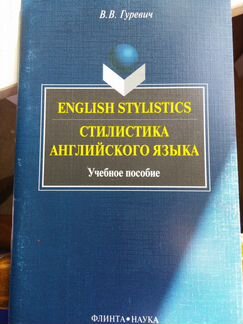 В.В. Гуревич
ENGLISH STYLISTICS
СТИЛИСТИКА
АНГЛИЙСКОГО ЯЗЫКА
Учебное пособие
ФЛИНТА • НАУКА